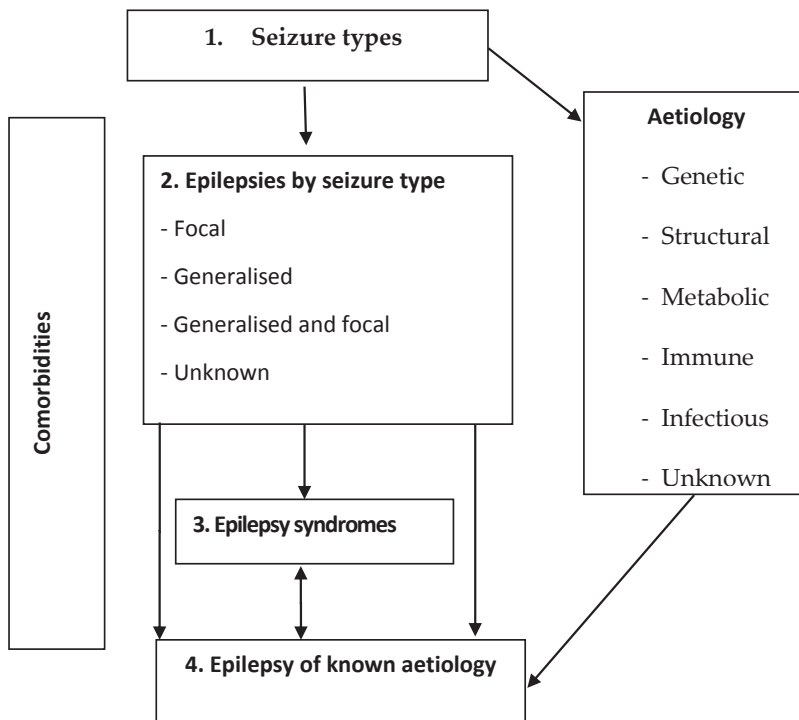 1. Seizure types
Aetiology
- Genetic
- Structural
- Metabolic
- Immune
- Infectious
- Unknown
2. Epilepsies by seizure type
- Focal
- Generalised
- Generalised and focal
- Unknown
Comorbidities
3. Epilepsy syndromes
4. Epilepsy of known aetiology